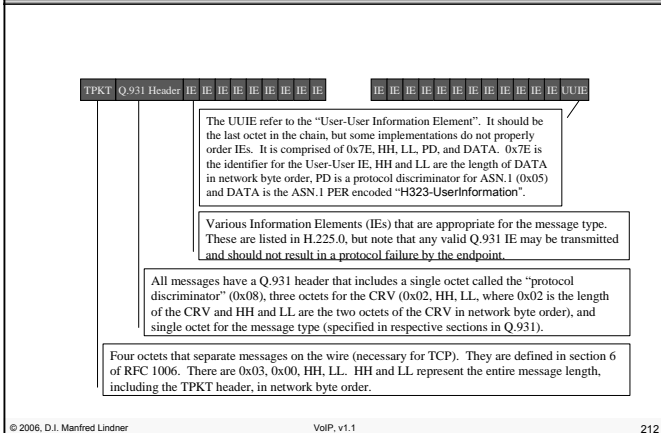 TPKT Q.931 Header IE IE IE IE IE IE IE IE IE IE IE IE IE IE IE IE IE IE IE IE IE IE UUIE
The UUIE refer to the “User-User Information Element”. It should be
the last octet in the chain, but some implementations do not properly
order IEs. It is comprised of 0x7E, HH, LL, PD, and DATA. 0x7E is
the identifier for the User-User IE, HH and LL are the length of DATA
in network byte order, PD is a protocol discriminator for ASN.1 (0x05)
and DATA is the ASN.1 PER encoded “H323-UserInformation”.
Various Information Elements (IEs) that are appropriate for the message type.
These are listed in H.225.0, but note that any valid Q.931 IE may be transmitted
and should not result in a protocol failure by the endpoint.
All messages have a Q.931 header that includes a single octet called the “protocol
discriminator” (0x08), three octets for the CRV (0x02, HH, LL, where 0x02 is the length
of the CRV and HH and LL are the two octets of the CRV in network byte order), and
single octet for the message type (specified in respective sections in Q.931).
Four octets that separate messages on the wire (necessary for TCP). They are defined in section 6
of RFC 1006. There are 0x03, 0x00, HH, LL. HH and LL represent the entire message length,
including the TPKT header, in network byte order.
© 2006, D.I. Manfred Lindner VoIP, v1.1 212